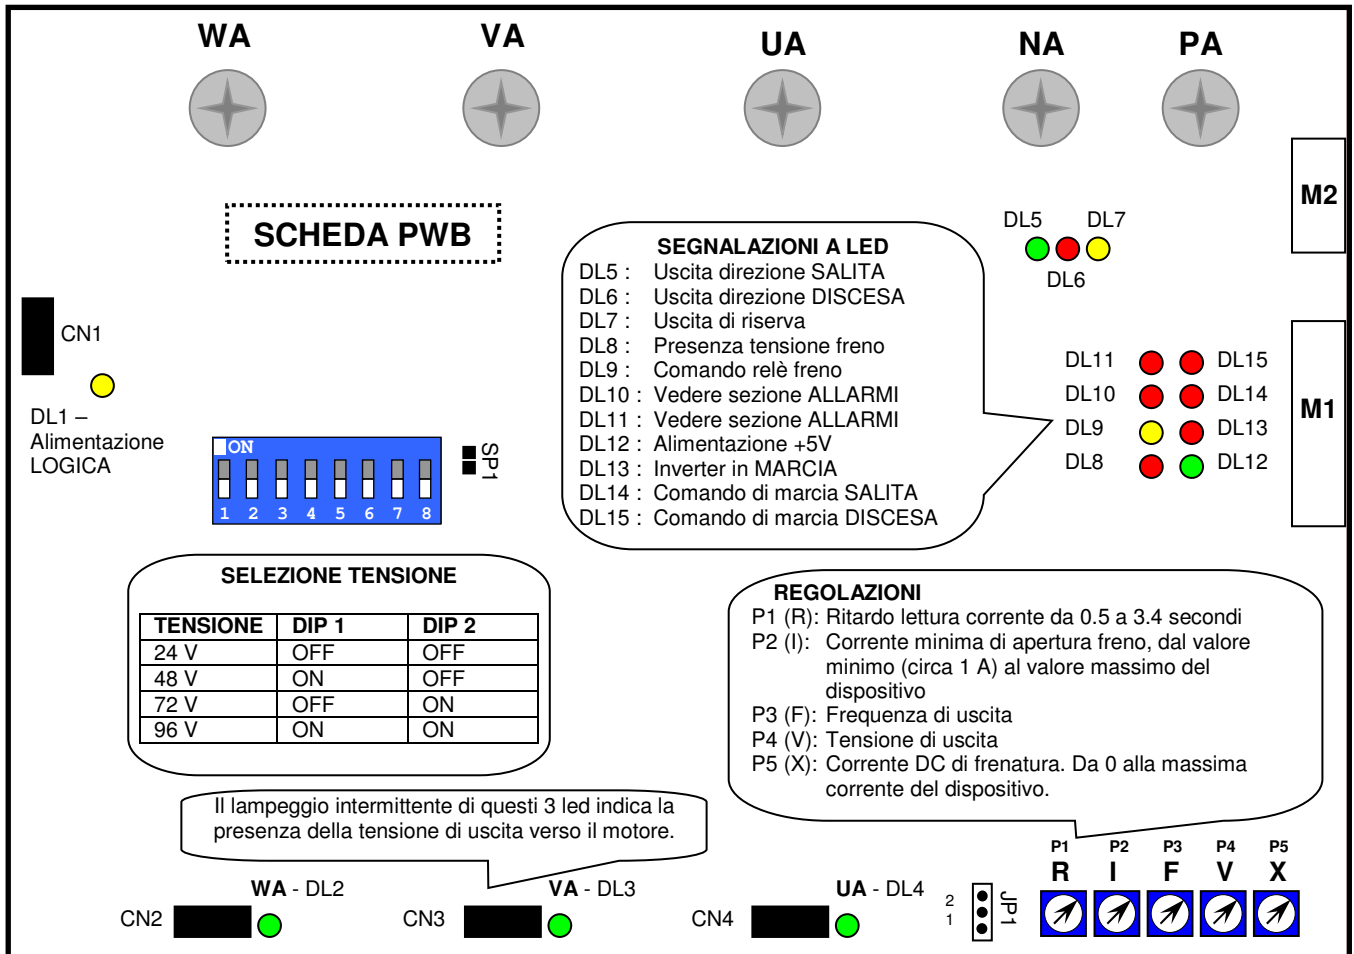 WA VA UA NA PA
M2
SCHEDA PWB
DL5 DL7
DL6
SEGNALAZIONI A LED
DL5 : Uscita direzione SALITA
DL6 : Uscita direzione DISCESA
DL7 : Uscita di riserva
DL8 : Presenza tensione freno
DL9 : Comando relè freno
DL10 : Vedere sezione ALLARMI
DL11 : Vedere sezione ALLARMI
DL12 : Alimentazione +5V
DL13 : Inverter in MARCIA
DL14 : Comando di marcia SALITA
DL15 : Comando di marcia DISCESA
CN1
DL1 –
Alimentazione
LOGICA
DL11 DL15
DL10 DL14
DL9 DL13
DL8 DL12
M1
ON
1 2 3 4 5 6 7 8
SP1
SELEZIONE TENSIONE
TENSIONE DIP 1 DIP 2
24 V OFF OFF
48 V ON OFF
72 V OFF ON
96 V ON ON
REGOLAZIONI
P1 (R): Ritardo lettura corrente da 0.5 a 3.4 secondi
P2 (I): Corrente minima di apertura freno, dal valore
minimo (circa 1 A) al valore massimo del
dispositivo
P3 (F): Frequenza di uscita
P4 (V): Tensione di uscita
P5 (X): Corrente DC di frenatura. Da 0 alla massima
corrente del dispositivo.
Il lampeggio intermittente di questi 3 led indica la
presenza della tensione di uscita verso il motore.
P1 P2 P3 P4 P5
R I F V X
WA - DL2 VA - DL3 UA - DL4
CN2 CN3 CN4
2
1
JP1